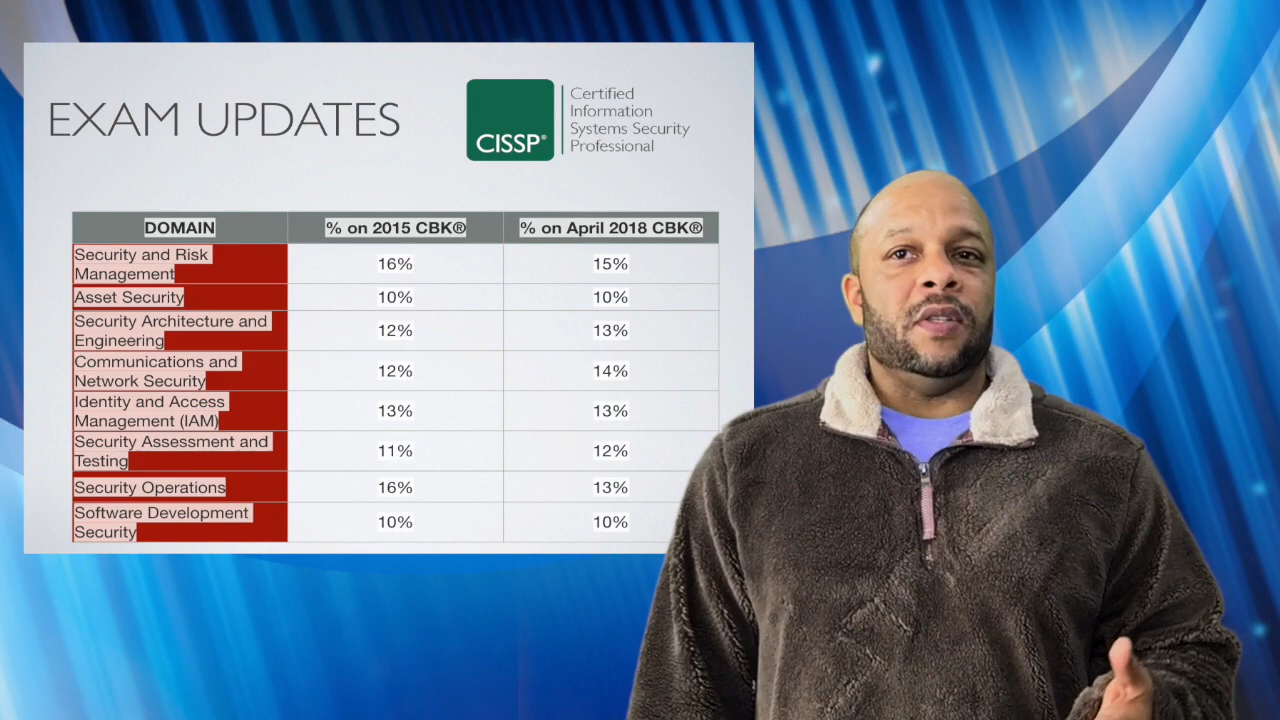 EXAM UPDATES
CISSP®
Certified
Information
Systems Security
Professional
DOMAIN % on 2015 CBK® % on April 2018 CBK®
Security and Risk
Management 16% 15%
Asset Security 10% 10%
Security Architecture and
Engineering 12% 13%
Communications and
Network Security 12% 14%
Identity and Access
Management (IAM) 13% 13%
Security Assessment and
Testing 11% 12%
Security Operations 16% 13%
Software Development
Security 10% 10%